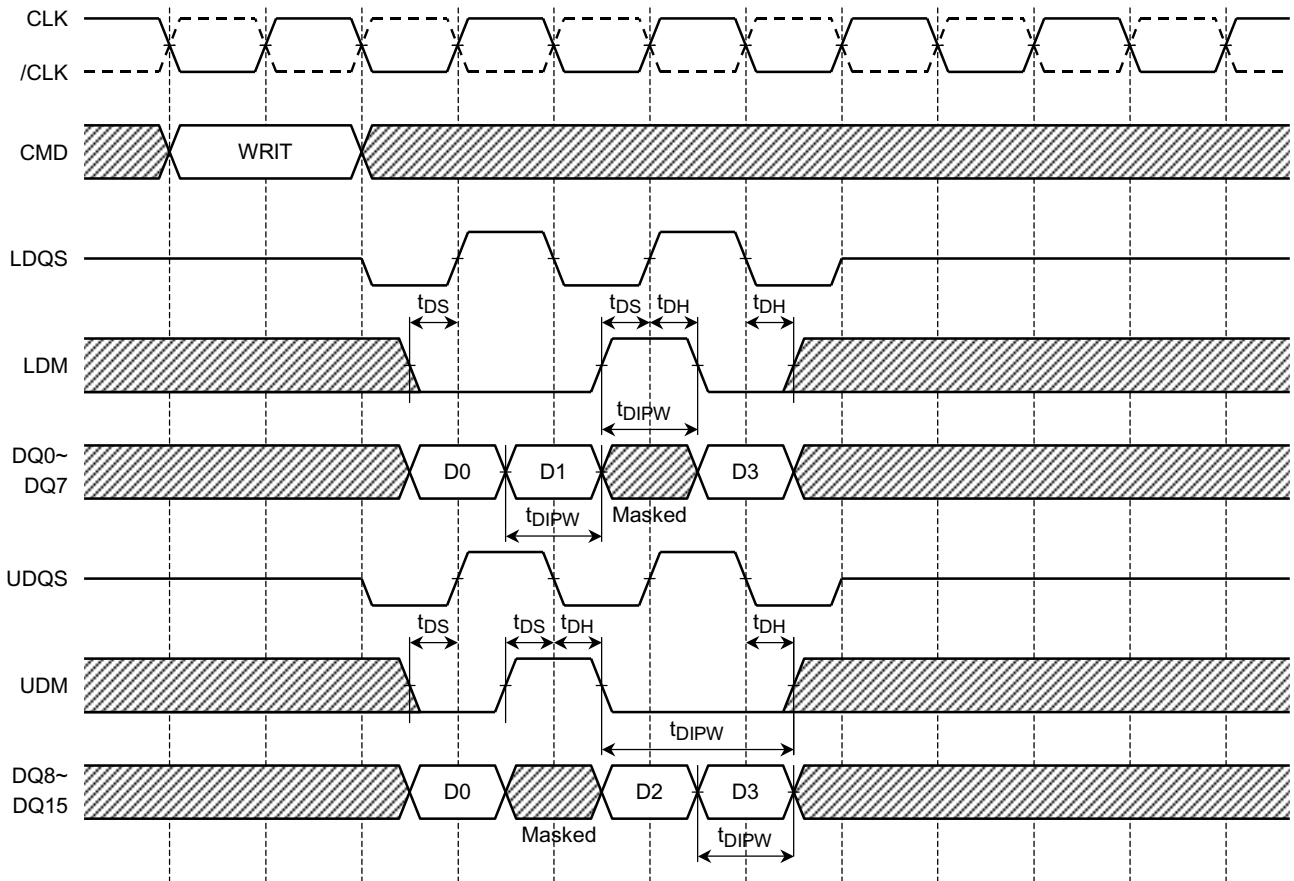 CLK
/CLK
CMD
WRIT
LDQS
tDS
tDS
tDH
tDH
LDM
tDIPW
DQ0~
DQ7
D0
D1
D3
tDIPW
Masked
UDQS
tDS
tDS
tDH
tDH
UDM
tDIPW
DQ8~
DQ15
D0
D2
D3
Masked
tDIPW